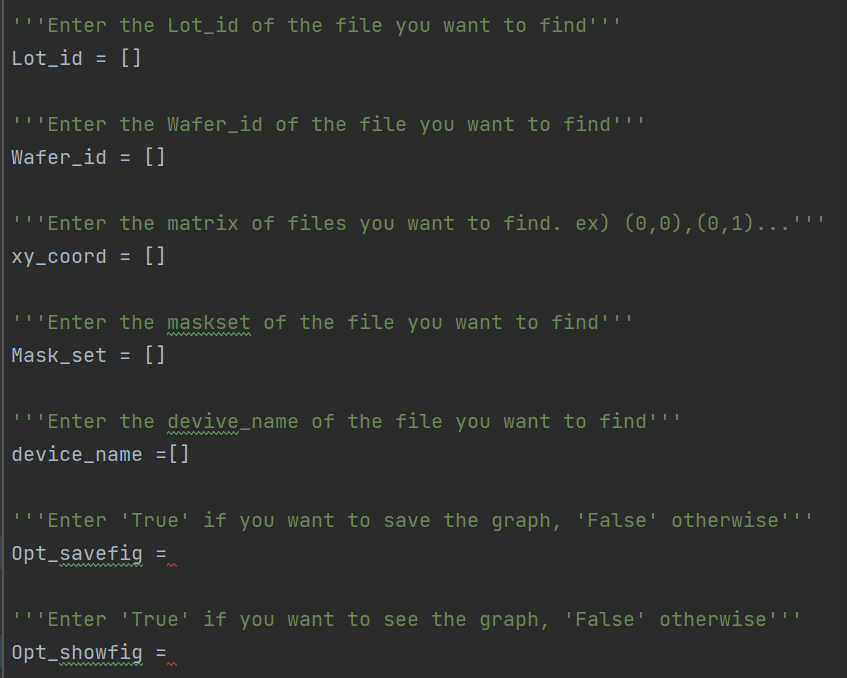 '''Enter the Lot_id of the file you want to find'''
Lot_id = []
'''Enter the Wafer_id of the file you want to find'''
Wafer_id = []
'''Enter the matrix of files you want to find. ex) (0,0),(0,1)...'''
xy_coord = []
'''Enter the maskset of the file you want to find'''
Mask_set = []
'''Enter the devive_name of the file you want to find'''
device_name =[]
'''Enter 'True' if you want to save the graph, 'False' otherwise'''
Opt_savefig =
'''Enter 'True' if you want to see the graph, 'False' otherwise'''
Opt_showfig =